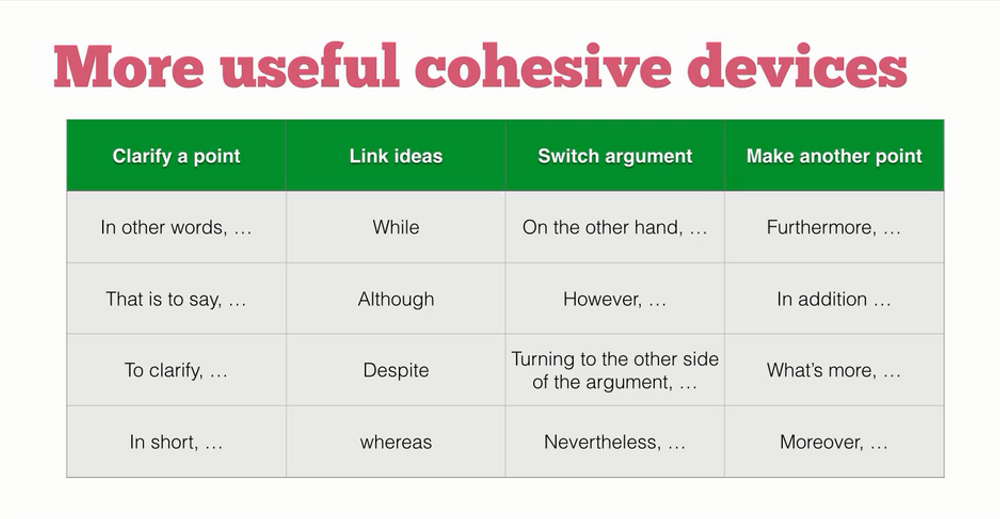 More useful cohesive devices
Clarify a point Link ideas Switch argument Make another point
In other words, … While On the other hand, … Furthermore, …
That is to say, … Although However, … In addition …
To clarify, … Despite Turning to the other side
of the argument, … What’s more, …
In short, … whereas Nevertheless, … Moreover, …